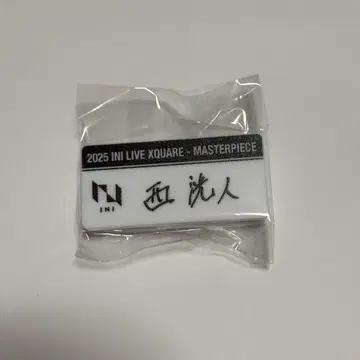 2025 INI LIVE XQUARE - MASTERPIECE
INI
西 洸人